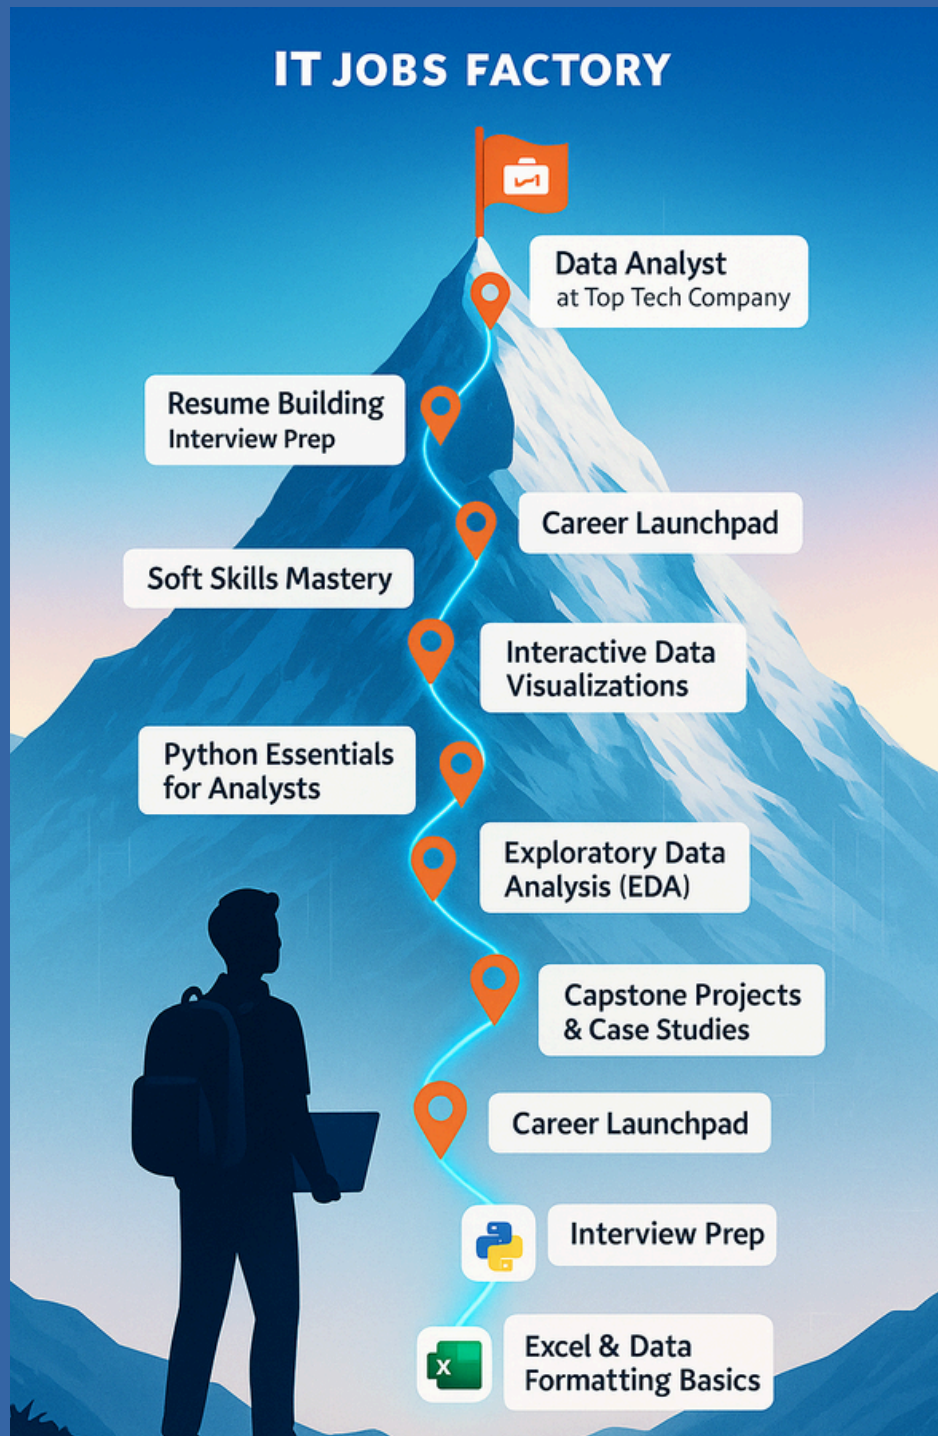 IT JOBS FACTORY
Data Analyst
at Top Tech Company
Resume Building
Interview Prep
Career Launchpad
Soft Skills Mastery
Interactive Data
Visualizations
Python Essentials
for Analysts
Exploratory Data
Analysis (EDA)
Capstone Projects
& Case Studies
Career Launchpad
Interview Prep
X
Excel & Data
Formatting Basics